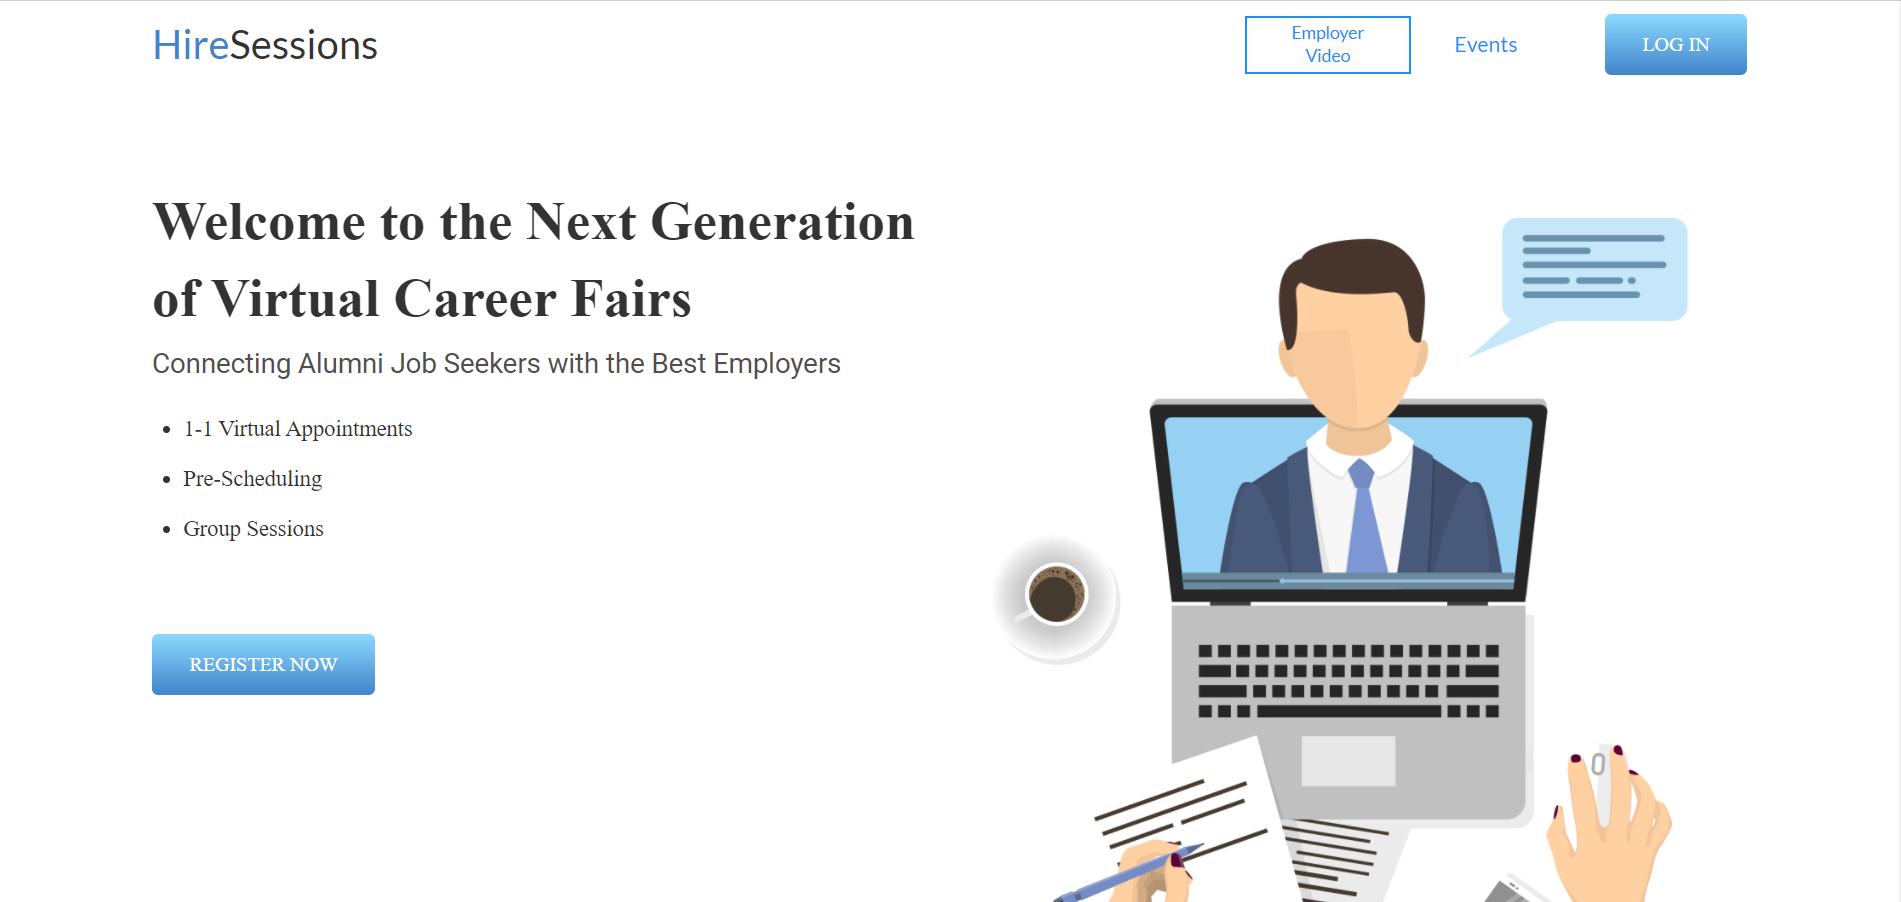 HireSessions
Employer
Video
Events
LOG IN
Welcome to the Next Generation
of Virtual Career Fairs
Connecting Alumni Job Seekers with the Best Employers
1-1 Virtual Appointments
Pre-Scheduling
Group Sessions
REGISTER NOW